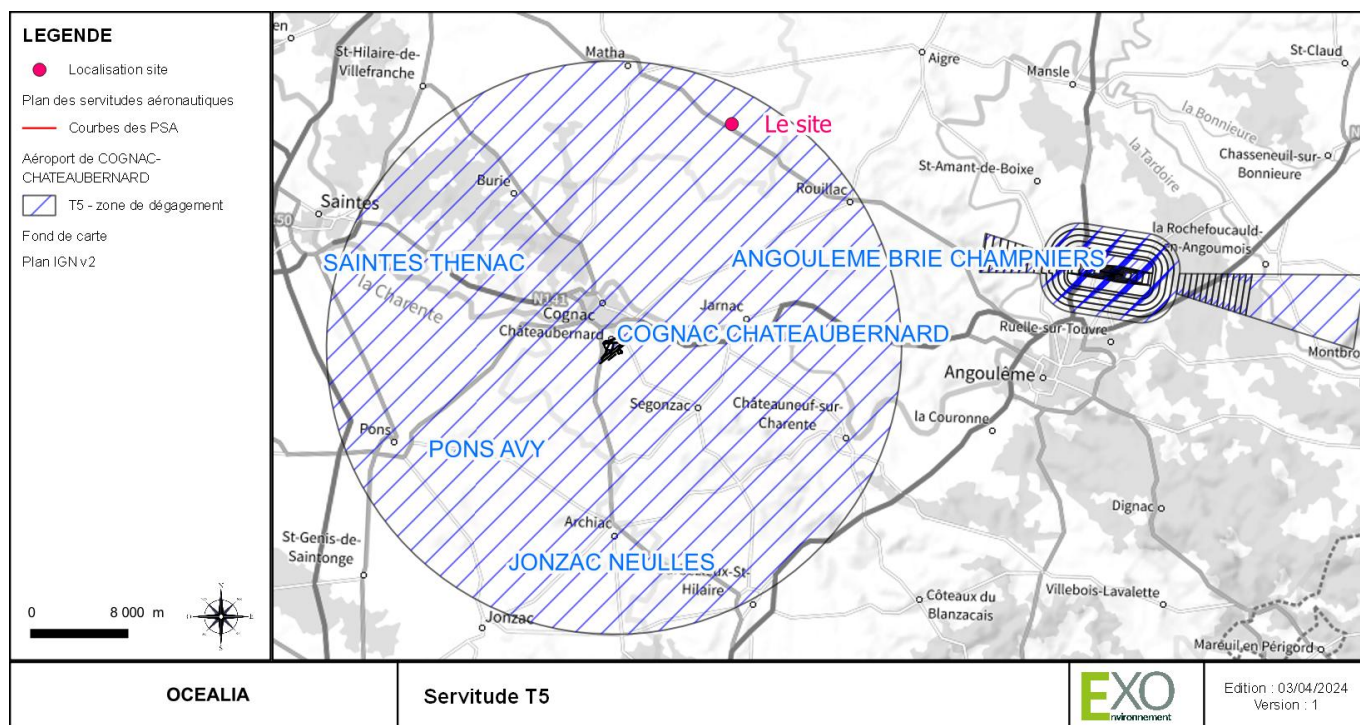 LEGENDE
Localisation site
Plan des servitudes aéronautiques
Courbes des PSA
Aéroport de COGNAC-
CHATEAUBERNARD
T5 - zone de dégagement
Fond de carte
Plan IGN v2
0 8 000 m
St-Hilaire-de-
Villefranche
Matha
Aigre
Mansle
St-Claud
la Bonnieure
la Tardoire
Chasseneuil-sur-
Bonnieure
Le site
St-Amant-de-Boixe
Burie
Rouillac
Saintes
la Rochefoucauld-
en-Angoumois
SAINTES THENAC
ANGOULEME BRIE CHAMPNIERS
la Charente
N141
Cognac
Jarnac
Châteaubernard
COGNAC CHATEAUBERNARD
Ruelle-sur-Touvre
Angoulême
Segonzac
Châteauneuf-sur-
Charente
la Couronne
Pons
PONS AVY
Archiac
Dignac
St-Genis-de-
Saintonge
JONZAC NEULLES
Hilaire
Jonzac
Côteaux du
Blanzacais
Villebois-Lavalette
Mareuil en Périgord
OCEALIA
Servitude T5
EXO
nvironnement
Edition : 03/04/2024
Version : 1